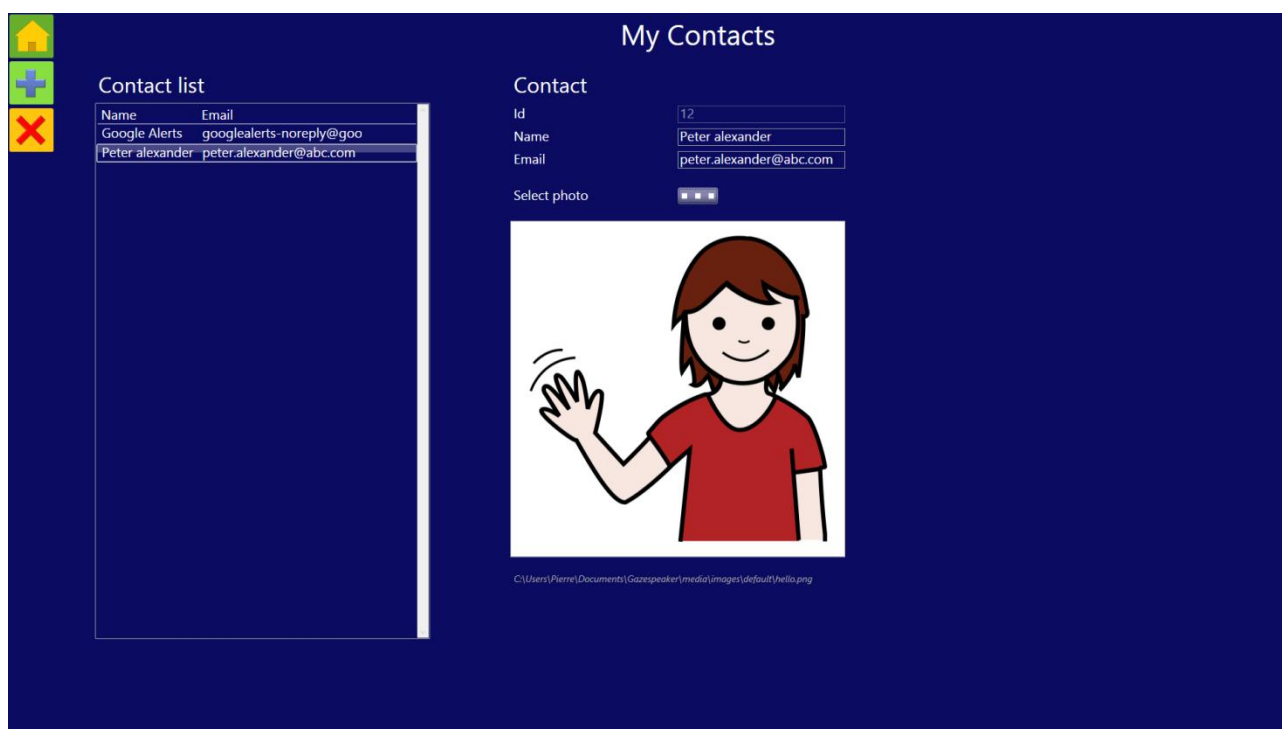 My Contacts
Contact list
Name Email
Google Alerts googlealerts-noreply@goo
Peter alexander peter.alexander@abc.com
Contact
Id 12
Name Peter alexander
Email peter.alexander@abc.com
Select photo
C:\Users\Pierre\Documents\Gazespeaker\media\images\default\hello.png